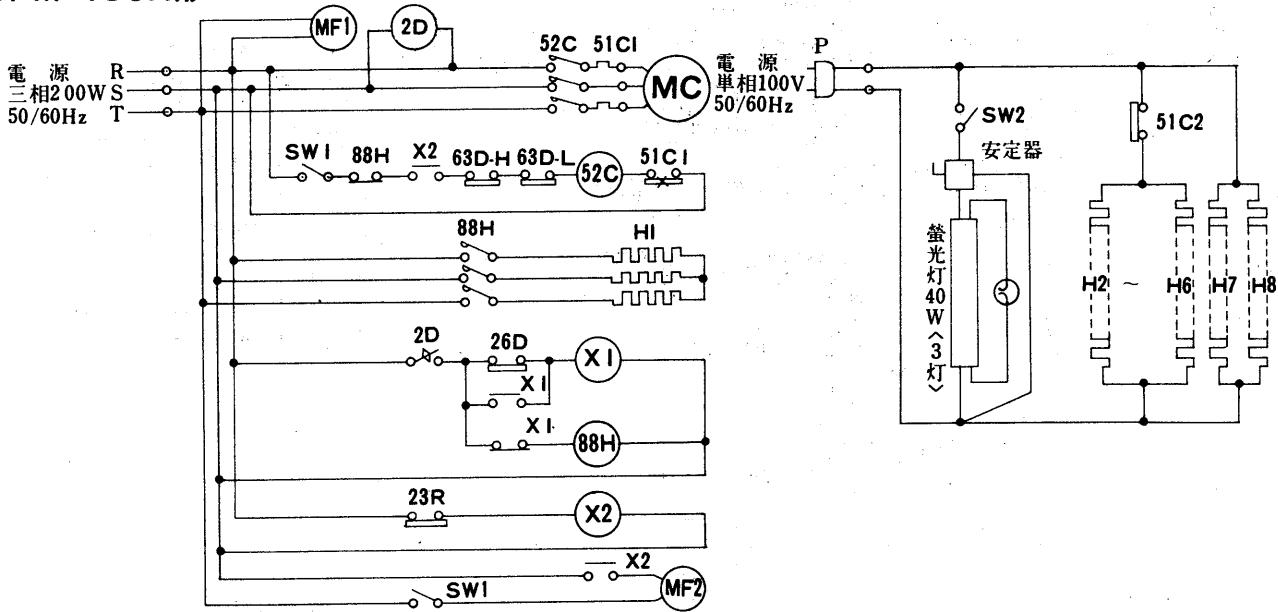 MF1
2D
52C
51C1
MC
電源
三相200W
50/60Hz
R
S
T
SW1
88H
X2
63D-H
63D-L
52C
51C1
88H
H1
2D
26D
X1
X1
X1
88H
23R
X2
X2
SW1
MF2
電源
単相100V
50/60Hz
P
SW2
安定器
51C2
螢光灯40W〈3灯〉
H2
~
H6
H7
H8